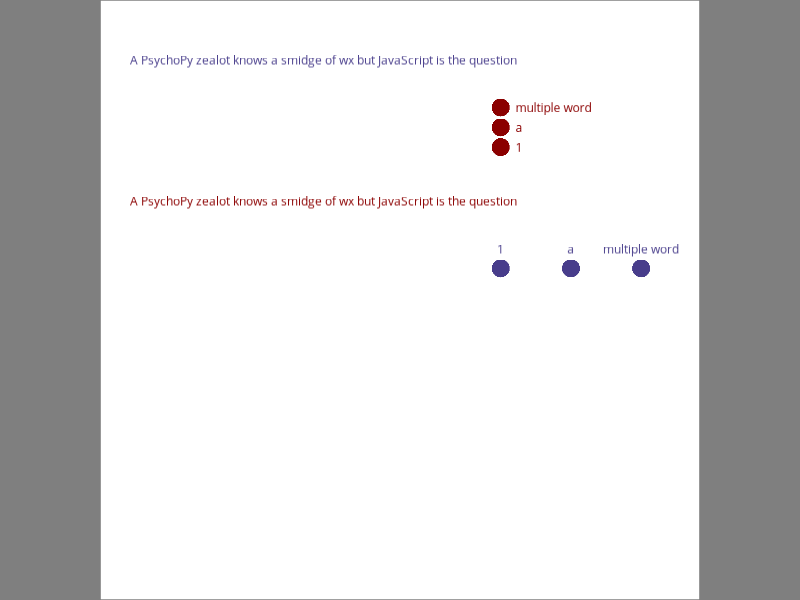 A PsychoPy zealot knows a smidge of wx but JavaScript is the question
multiple word
a
1
A PsychoPy zealot knows a smidge of wx but JavaScript is the question
1 a multiple word